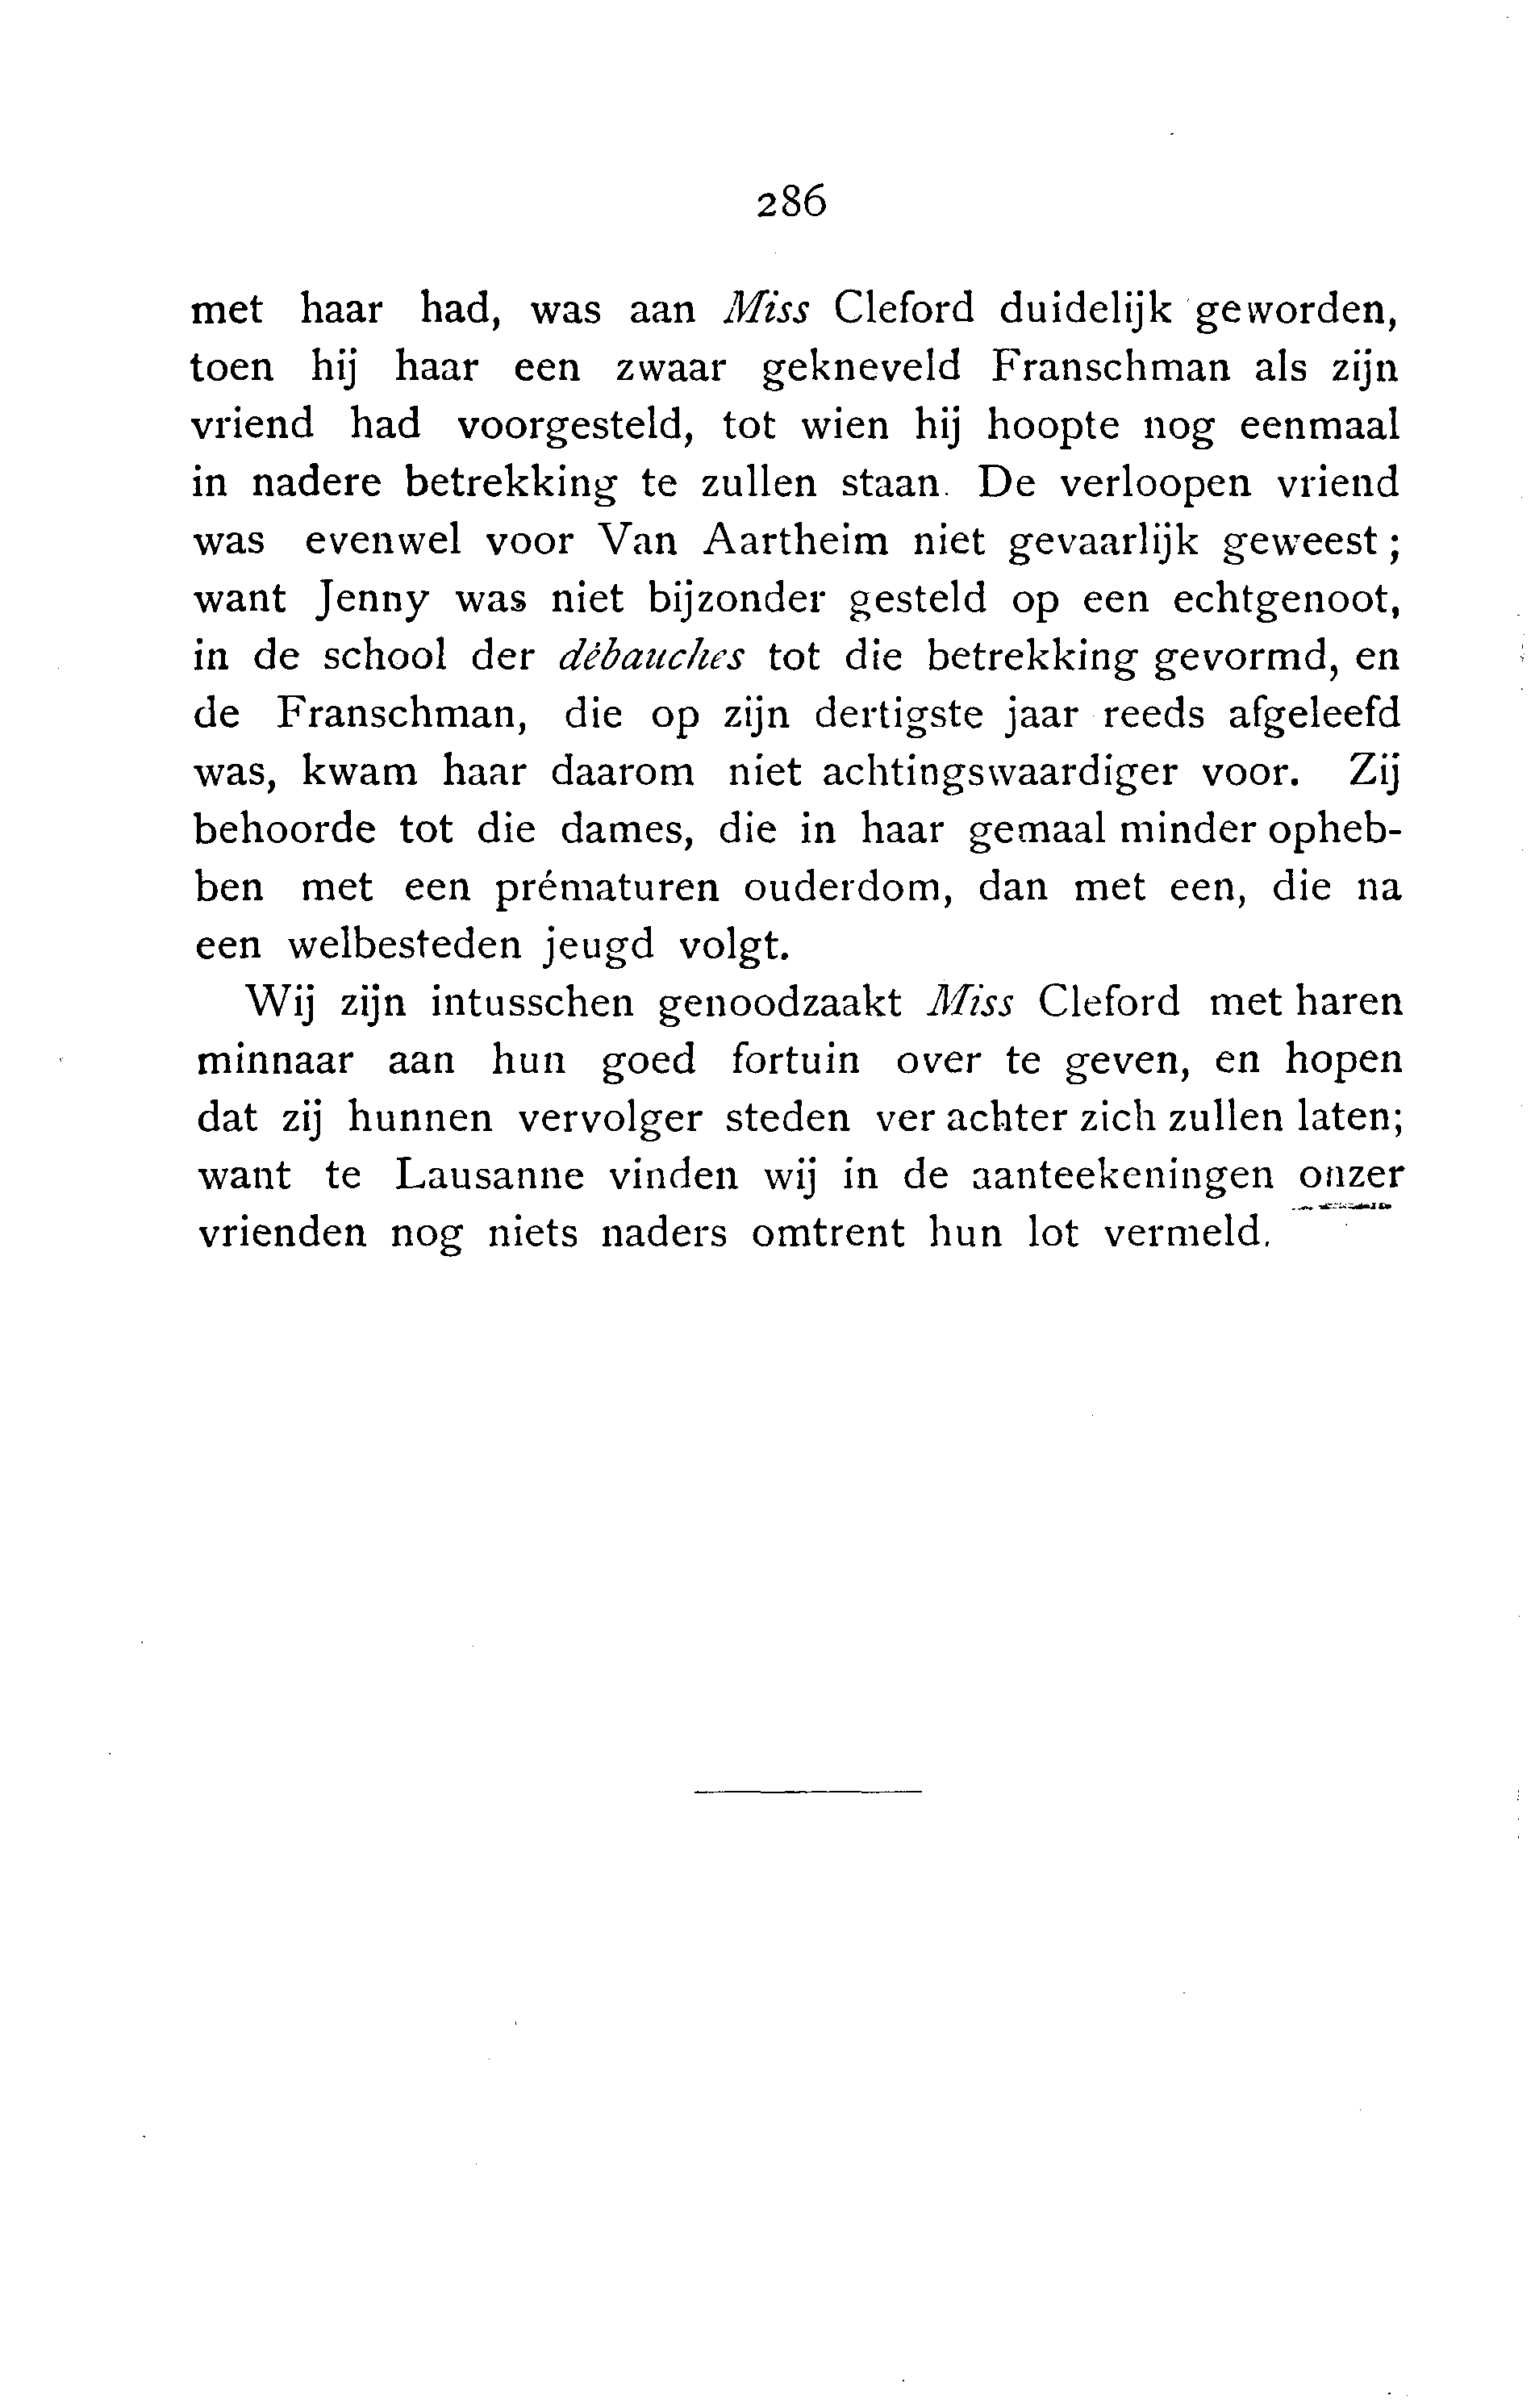 286
met haar had, was aan Miss Cleford duidelijk geworden,
toen hij haar een zwaar gekneveld Franschman als zijn
vriend had voorgesteld, tot wien hij hoopte nog eenmaal
in nadere betrekking te zullen staan. De verloopen vriend
was evenwel voor Van Aartheim niet gevaarlijk geweest;
want Jenny was niet bijzonder gesteld op een echtgenoot,
in de school der débauches tot die betrekking gevormd, en
de Franschman, die op zijn dertigste jaar reeds afgeleefd
was, kwam haar daarom niet achtingswaardiger voor. Zij
behoorde tot die dames, die in haar gemaal minder opheb-
ben met een prématuren ouderdom, dan met een, die na
een welbesteden jeugd volgt.
Wij zijn intusschen genoodzaakt Miss Cleford met haren
minnaar aan hun goed fortuin over te geven, en hopen
dat zij hunnen vervolger steden ver achter zich zullen laten;
want te Lausanne vinden wij in de aanteekeningen onzer
vrienden nog niets naders omtrent hun lot vermeld.